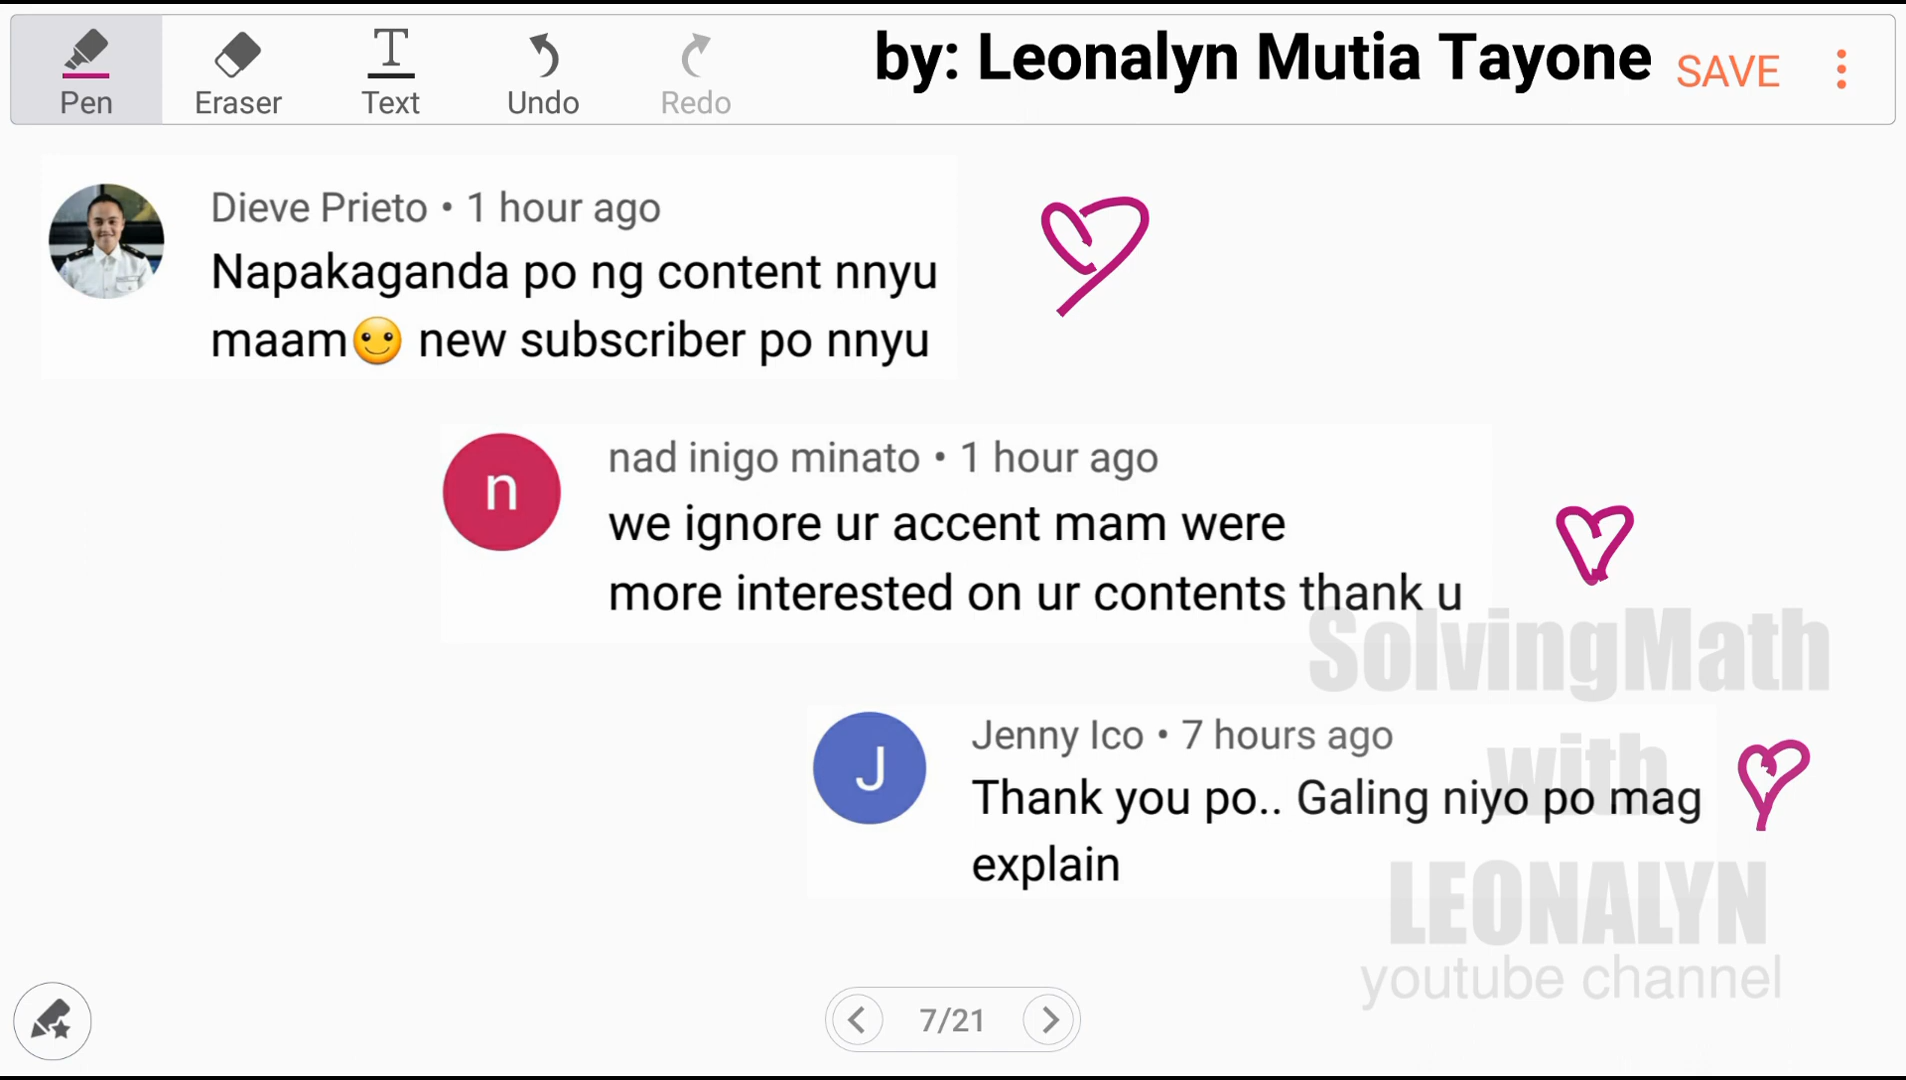 by: Leonalyn Mutia Tayone
Pen
Eraser
Text
Undo
Redo
SAVE
Dieve Prieto • 1 hour ago
Napakaganda po ng content nnyu
maam🙂 new subscriber po nnyu
n
nad inigo minato • 1 hour ago
we ignore ur accent mam were
more interested on ur contents thank u
SolvingMath
with
LEONALYN
youtube channel
J
Jenny Ico • 7 hours ago
Thank you po.. Galing niyo po mag
explain
7/21